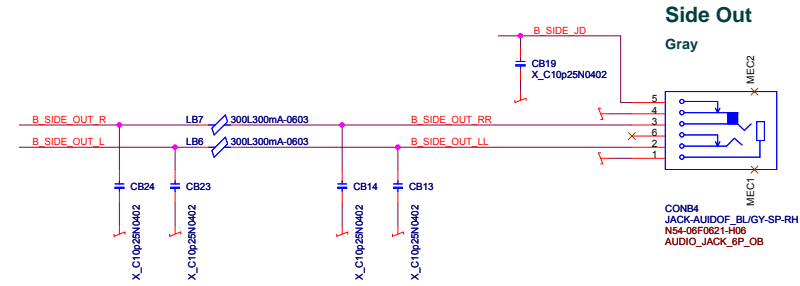 Side Out
Gray
B_SIDE_JD
CB19
X_C10p25N0402
MEC2
B_SIDE_OUT_R
LB7
300L300mA-0603
B_SIDE_OUT_RR
B_SIDE_OUT_L
LB6
300L300mA-0603
B_SIDE_OUT_LL
5
4
3
6
2
1
CB24
CB23
CB14
CB13
X_C10p25N0402
X_C10p25N0402
X_C10p25N0402
X_C10p25N0402
MEC1
CONB4
JACK-AUIDOF_BL/GY-SP-RH
N54-06F0621-H06
AUDIO_JACK_6P_OB